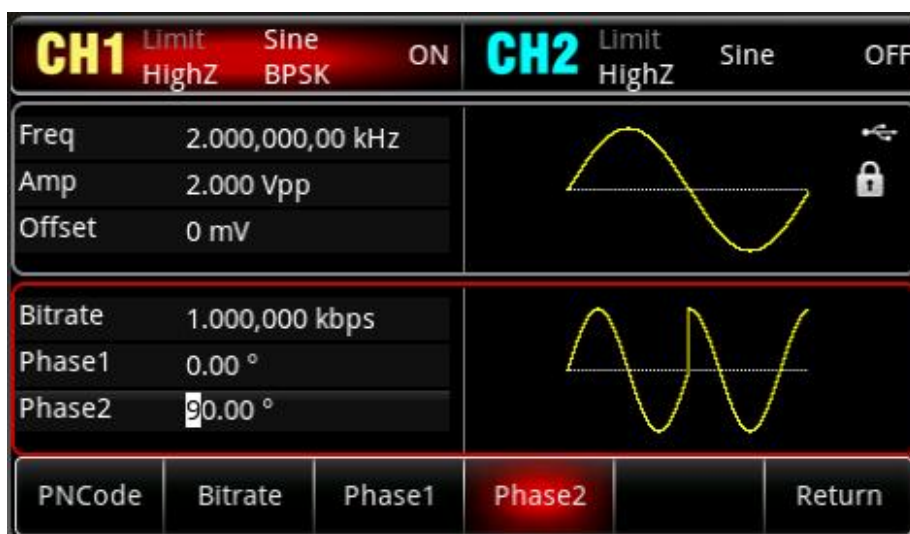 CH1 Limit Sine ON CH2 Limit Sine OFF
HighZ BPSK HighZ
Freq 2.000,000,00 kHz
Amp 2.000 Vpp
Offset 0 mV
Bitrate 1.000,000 kbps
Phase1 0.00 °
Phase2 90.00 °
PNCode Bitrate Phase1 Phase2 Return